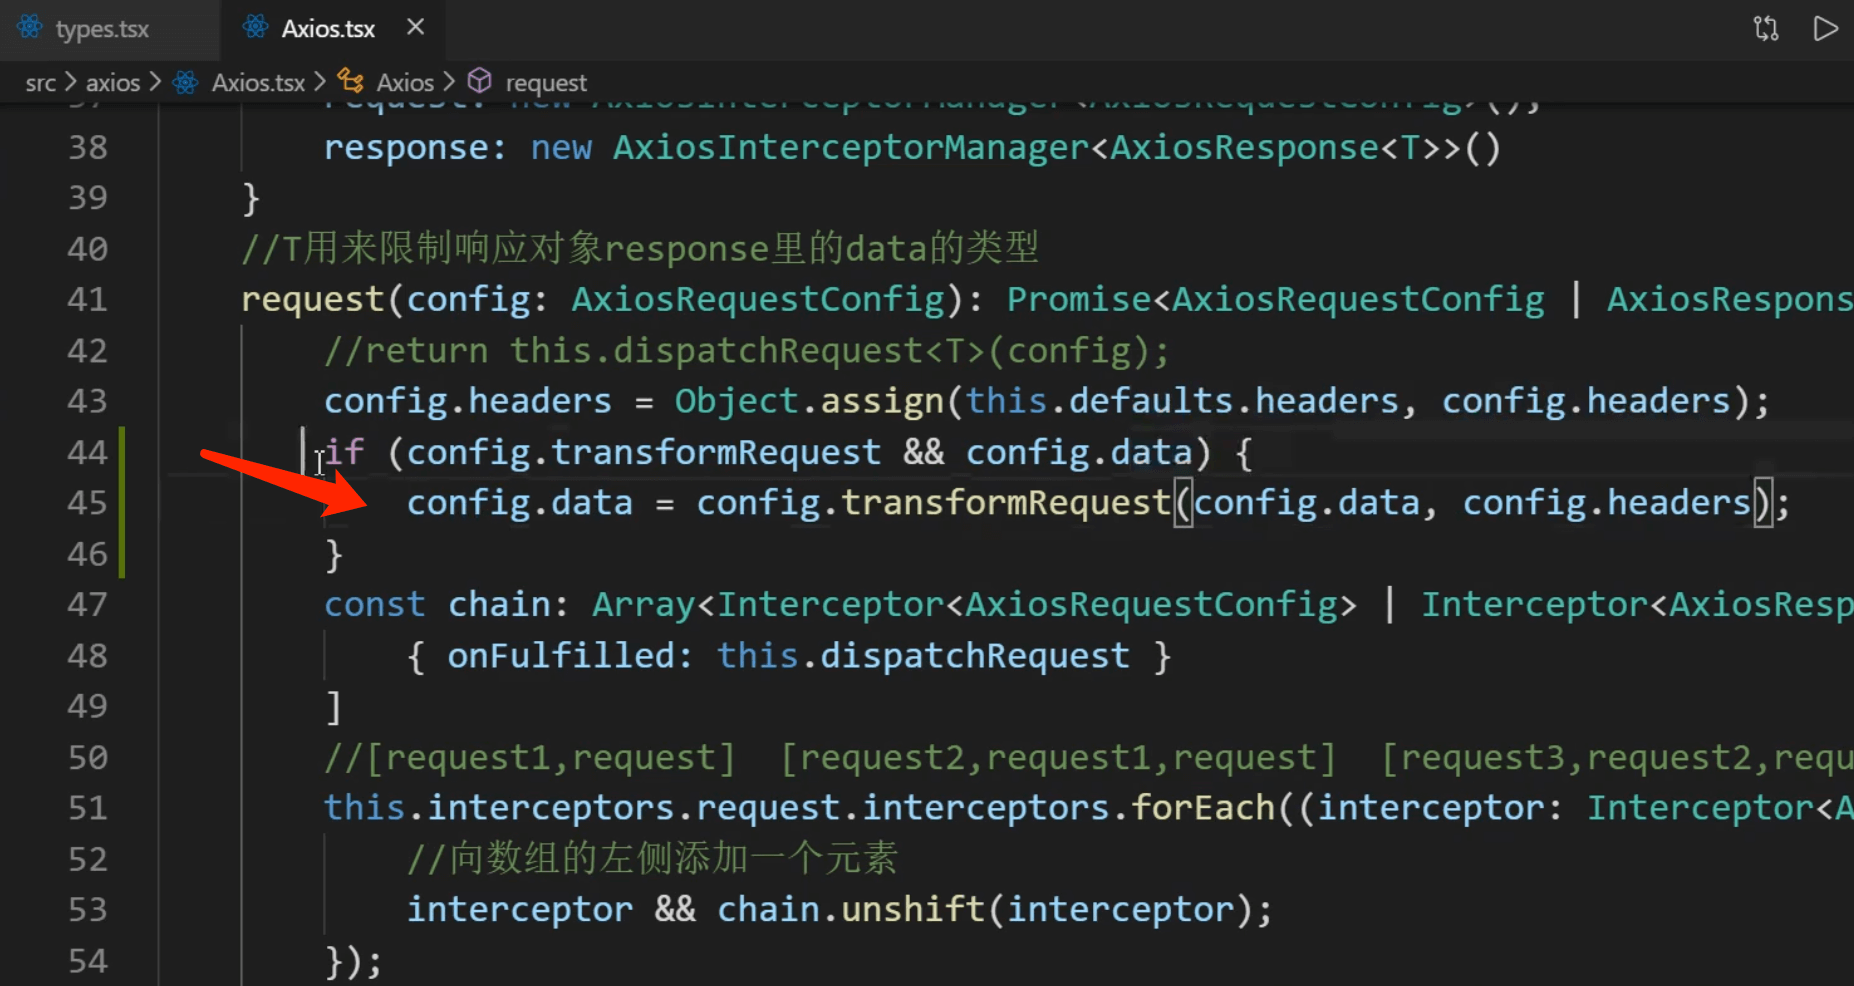 types.tsx
Axios.tsx
src > axios > Axios.tsx > Axios > request
37 request: new AxiosInterceptorManager<AxiosRequestConfig>();
38 response: new AxiosInterceptorManager<AxiosResponse<T>>()
39 }
40 //T用来限制响应对象response里的data的类型
41 request(config: AxiosRequestConfig): Promise<AxiosRequestConfig | AxiosRespons
42 //return this.dispatchRequest<T>(config);
43 config.headers = Object.assign(this.defaults.headers, config.headers);
44 if (config.transformRequest && config.data) {
45 config.data = config.transformRequest(config.data, config.headers);
46 }
47 const chain: Array<Interceptor<AxiosRequestConfig> | Interceptor<AxiosResp
48 { onFulfilled: this.dispatchRequest }
49 ]
50 //[request1,request] [request2,request1,request] [request3,request2,requ
51 this.interceptors.request.interceptors.forEach((interceptor: Interceptor<A
52 //向数组的左侧添加一个元素
53 interceptor && chain.unshift(interceptor);
54 });